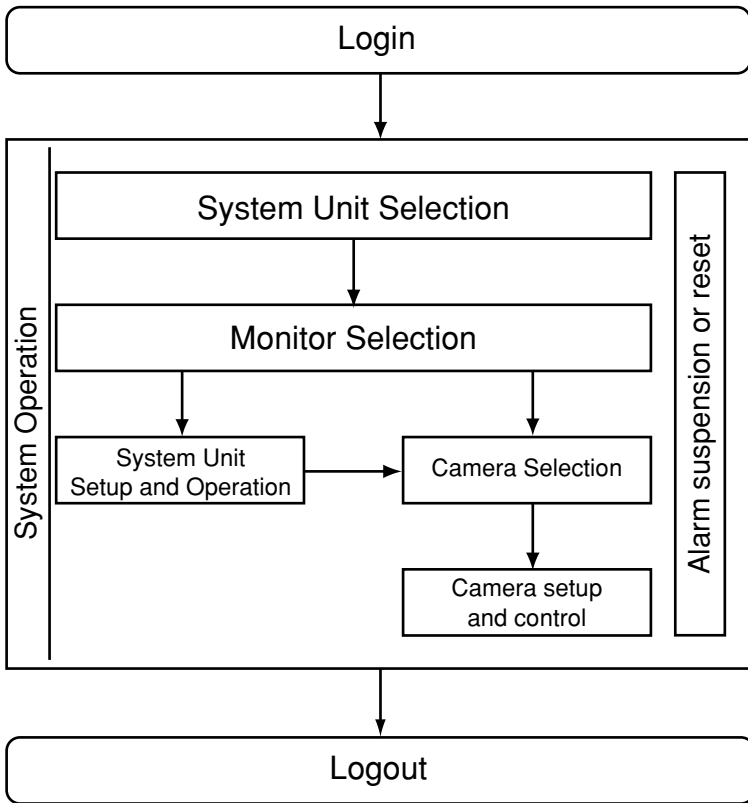 Login
System Operation
System Unit Selection
Alarm suspension or reset
Monitor Selection
System Unit
Setup and Operation
Camera Selection
Camera setup
and control
Logout